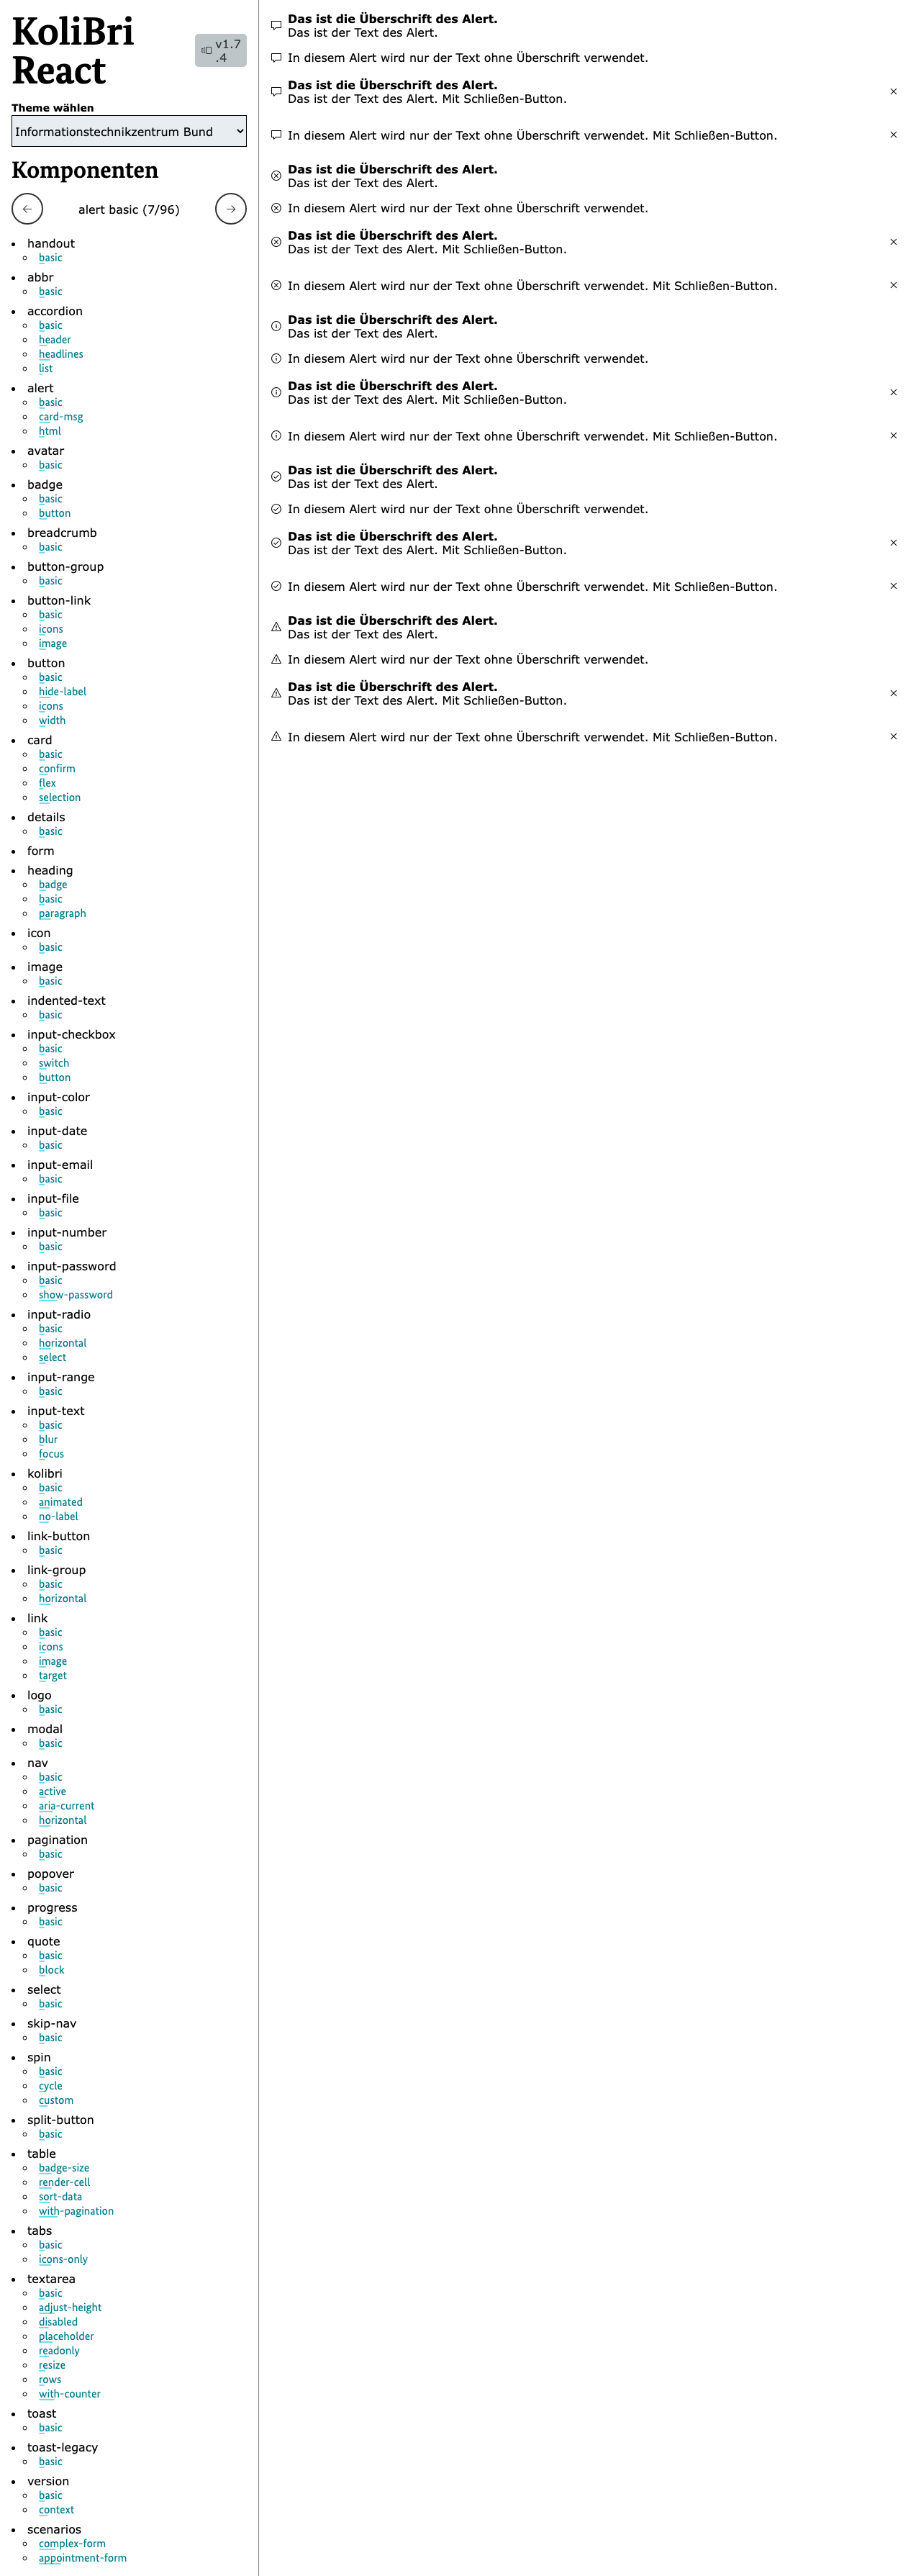 KoliBri
React
v1.7
.4
Theme wählen
Informationstechnikzentrum Bund
Komponenten
alert basic (7/96)
handout
basic
abbr
basic
accordion
basic
header
headlines
list
alert
basic
card-msg
html
avatar
basic
badge
basic
button
breadcrumb
basic
button-group
basic
button-link
basic
icons
image
button
basic
hide-label
icons
width
card
basic
confirm
flex
selection
details
basic
form
heading
badge
basic
paragraph
icon
basic
image
basic
indented-text
basic
input-checkbox
basic
switch
button
input-color
basic
input-date
basic
input-email
basic
input-file
basic
input-number
basic
input-password
basic
show-password
input-radio
basic
horizontal
select
input-range
basic
input-text
basic
blur
focus
kolibri
basic
animated
no-label
link-button
basic
link-group
basic
horizontal
link
basic
icons
image
target
logo
basic
modal
basic
nav
basic
active
aria-current
horizontal
pagination
basic
popover
basic
progress
basic
quote
basic
block
select
basic
skip-nav
basic
spin
basic
cycle
custom
split-button
basic
table
badge-size
render-cell
sort-data
with-pagination
tabs
basic
icons-only
textarea
basic
adjust-height
disabled
placeholder
readonly
resize
rows
with-counter
toast
basic
toast-legacy
basic
version
basic
context
scenarios
complex-form
appointment-form
Das ist die Überschrift des Alert.
Das ist der Text des Alert.
In diesem Alert wird nur der Text ohne Überschrift verwendet.
Das ist die Überschrift des Alert.
Das ist der Text des Alert. Mit Schließen-Button.
In diesem Alert wird nur der Text ohne Überschrift verwendet. Mit Schließen-Button.
Das ist die Überschrift des Alert.
Das ist der Text des Alert.
In diesem Alert wird nur der Text ohne Überschrift verwendet.
Das ist die Überschrift des Alert.
Das ist der Text des Alert. Mit Schließen-Button.
In diesem Alert wird nur der Text ohne Überschrift verwendet. Mit Schließen-Button.
Das ist die Überschrift des Alert.
Das ist der Text des Alert.
In diesem Alert wird nur der Text ohne Überschrift verwendet.
Das ist die Überschrift des Alert.
Das ist der Text des Alert. Mit Schließen-Button.
In diesem Alert wird nur der Text ohne Überschrift verwendet. Mit Schließen-Button.
Das ist die Überschrift des Alert.
Das ist der Text des Alert.
In diesem Alert wird nur der Text ohne Überschrift verwendet.
Das ist die Überschrift des Alert.
Das ist der Text des Alert. Mit Schließen-Button.
In diesem Alert wird nur der Text ohne Überschrift verwendet. Mit Schließen-Button.
Das ist die Überschrift des Alert.
Das ist der Text des Alert.
In diesem Alert wird nur der Text ohne Überschrift verwendet.
Das ist die Überschrift des Alert.
Das ist der Text des Alert. Mit Schließen-Button.
In diesem Alert wird nur der Text ohne Überschrift verwendet. Mit Schließen-Button.